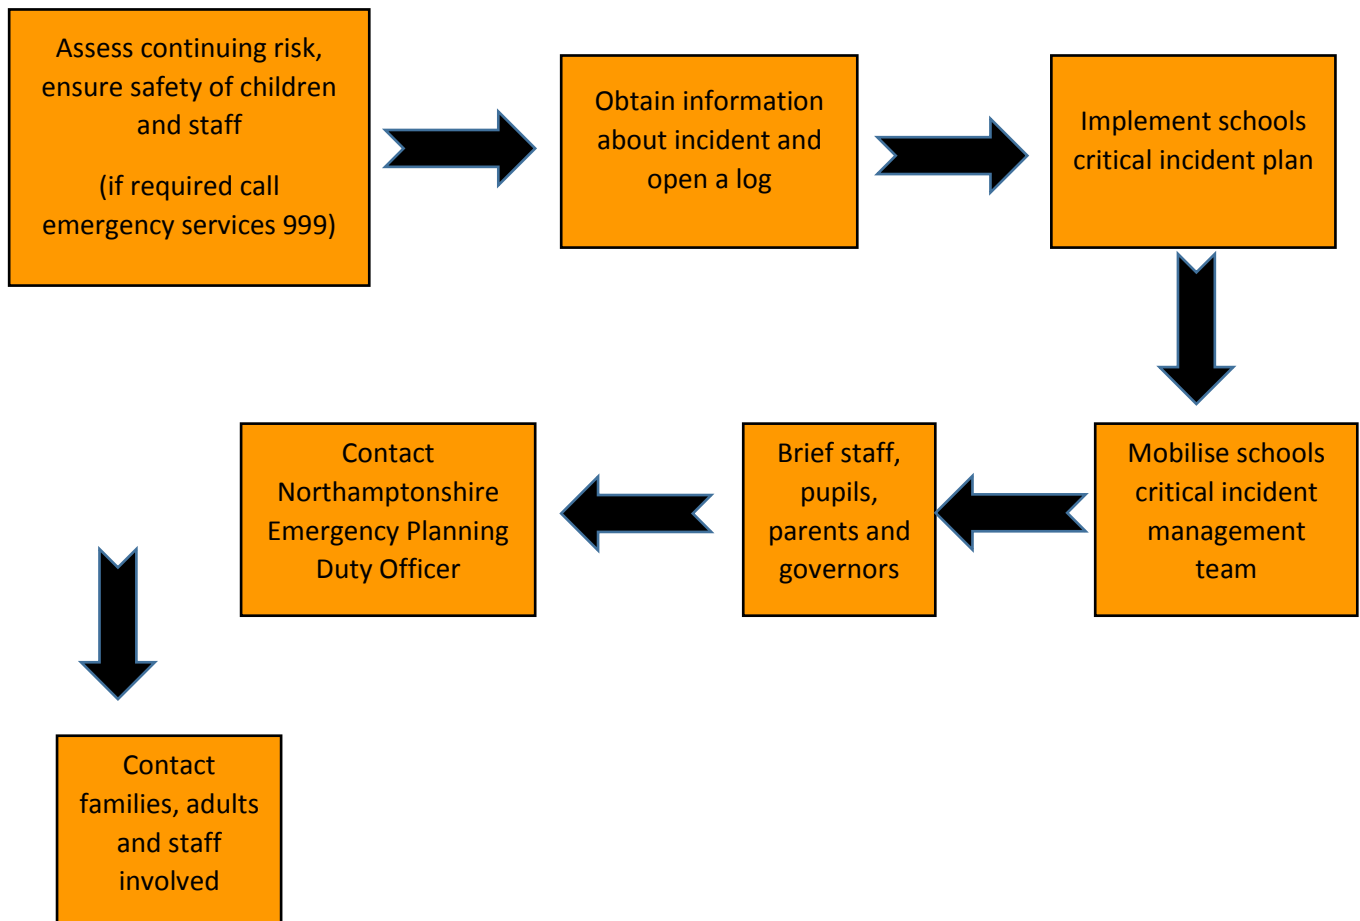 Assess continuing risk,
ensure safety of children
and staff
(if required call
emergency services 999)
Obtain information
about incident and
open a log
Implement schools
critical incident plan
Mobilise schools
critical incident
management
team
Brief staff,
pupils,
parents and
governors
Contact
Northamptonshire
Emergency Planning
Duty Officer
Contact
families, adults
and staff
involved